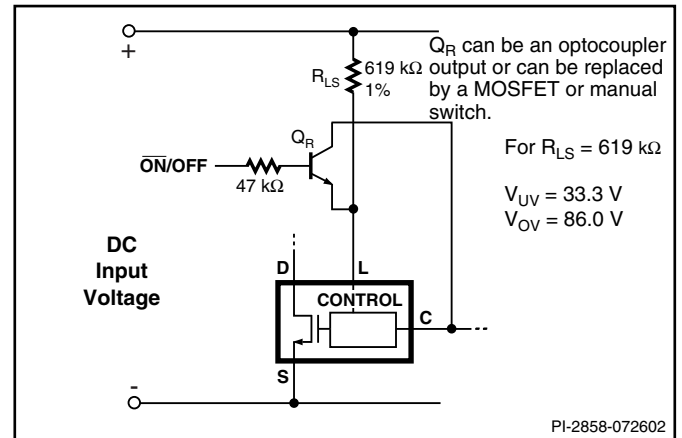 +
R_LS
619 kΩ
1%
Q_R can be an optocoupler
output or can be replaced
by a MOSFET or manual
switch.
For R_LS = 619 kΩ
V_UV = 33.3 V
V_OV = 86.0 V
Q_R
O̅N̅/OFF
47 kΩ
DC
Input
Voltage
D
L
CONTROL
C
S
-
PI-2858-072602